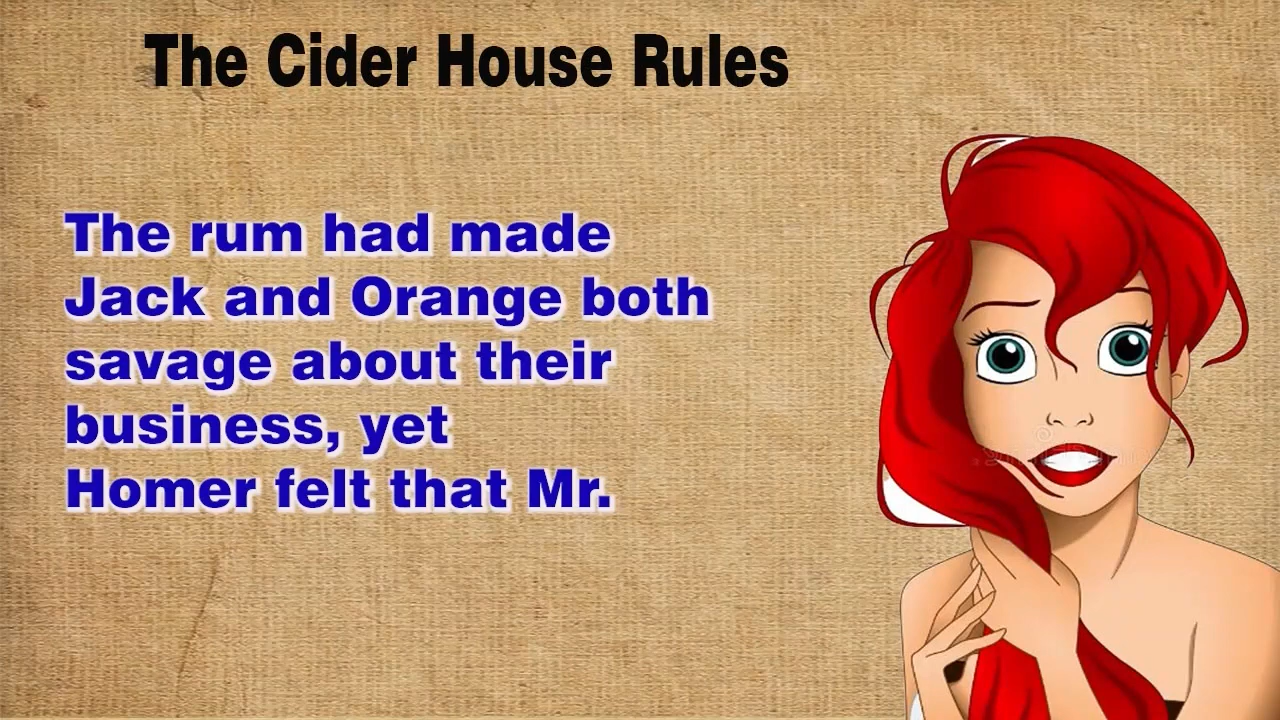 The Cider House Rules
The rum had made
Jack and Orange both
savage about their
business, yet
Homer felt that Mr.